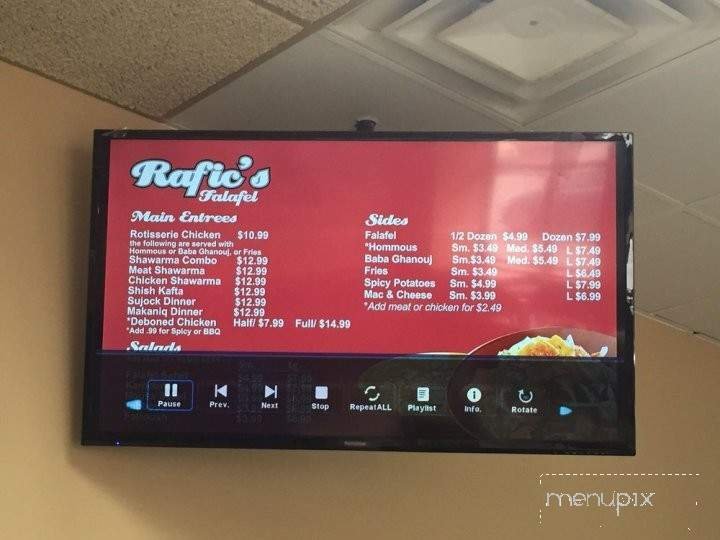 Rafic's
Falafel
Main Entrees
Rotisserie Chicken $10.99
the following are served with
Hommous or Baba Ghanouj, or Fries
Shawarma Combo $12.99
Meat Shawarma $12.99
Chicken Shawarma $12.99
Shish Kafta $12.99
Sujock Dinner $12.99
Makaniq Dinner $12.99
*Deboned Chicken Half/ $7.99 Full/ $14.99
*Add .99 for Spicy or BBQ
Salads
Sides
Falafel 1/2 Dozen $4.99 Dozen $7.99
*Hommous Sm. $3.49 Med. $5.49 L $7.49
Baba Ghanouj Sm.$3.49 Med. $5.49 L $7.49
Fries Sm. $3.49 L $6.49
Spicy Potatoes Sm. $4.99 L $7.99
Mac & Cheese Sm. $3.99 L $6.99
*Add meat or chicken for $2.49
Pause Prev. Next Stop RepeatALL Playlist Info. Rotate
menupix